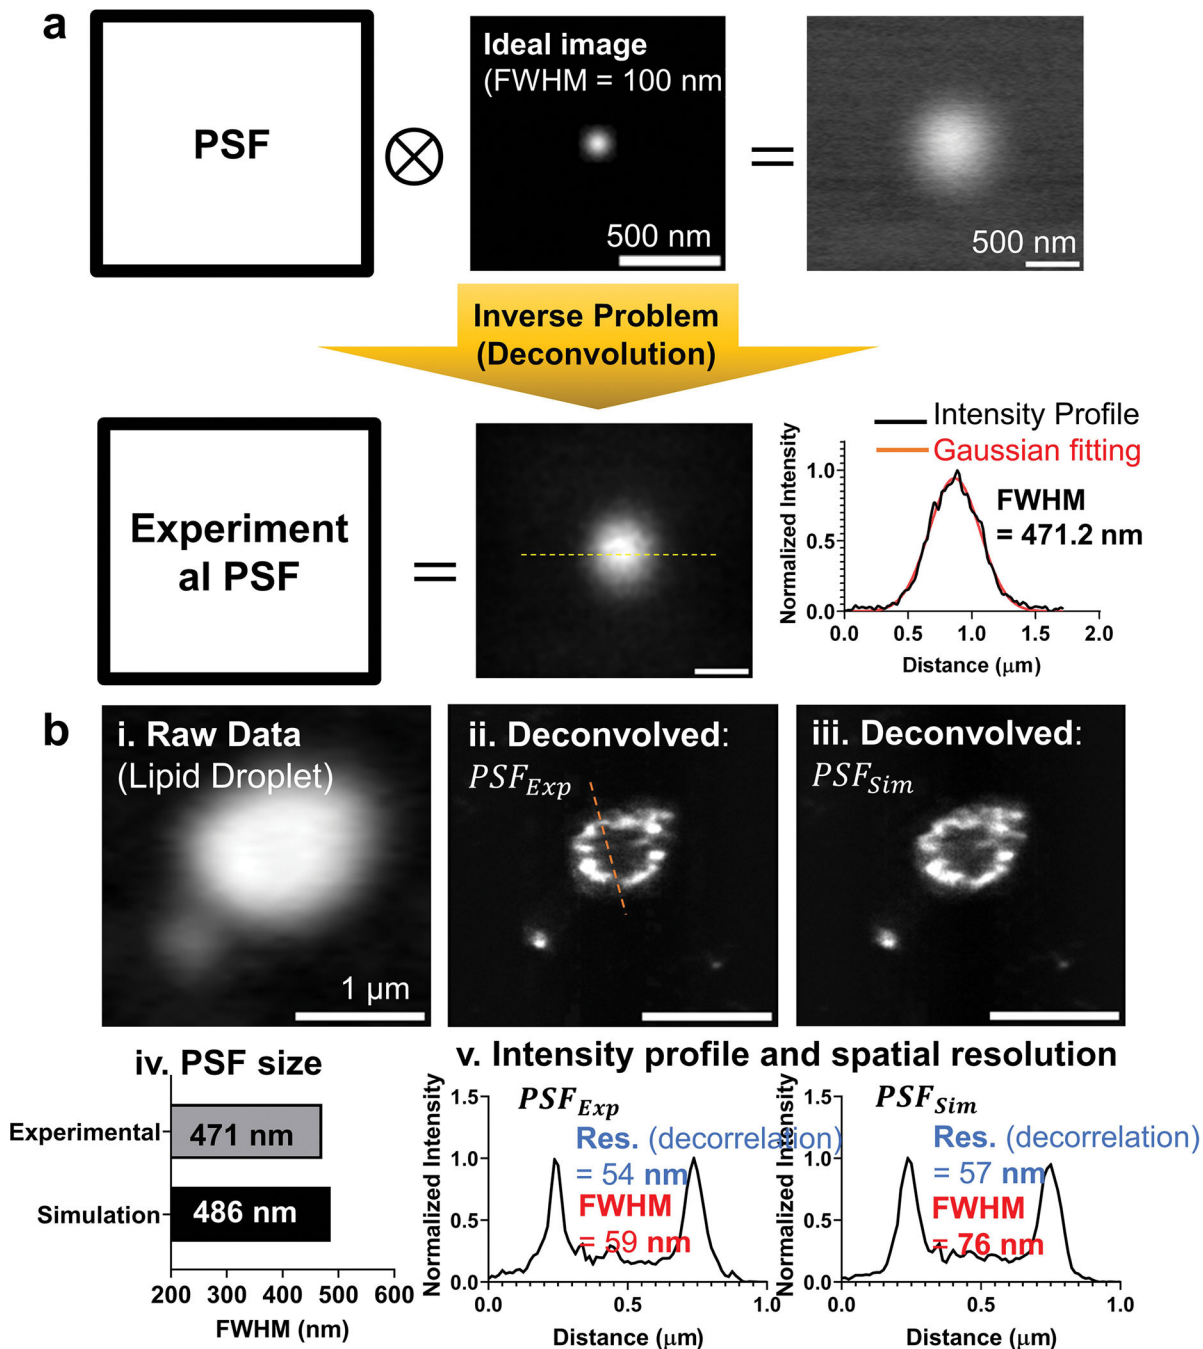 a
PSF
Ideal image
(FWHM = 100 nm
500 nm
500 nm
Inverse Problem
(Deconvolution)
Experiment
al PSF
Intensity Profile
Gaussian fitting
FWHM
= 471.2 nm
Normalized Intensity
1.0
0.5
0.0
0.0 0.5 1.0 1.5 2.0
Distance (μm)
b
i. Raw Data
(Lipid Droplet)
1 μm
ii. Deconvolved:
PSF_Exp
iii. Deconvolved:
PSF_Sim
iv. PSF size
Experimental
471 nm
Simulation
486 nm
200 300 400 500 600
FWHM (nm)
v. Intensity profile and spatial resolution
PSF_Exp
Res. (decorrelation)
= 54 nm
FWHM
= 59 nm
Normalized Intensity
1.5
1.0
0.5
0.0
0.0 0.5 1.0
Distance (μm)
PSF_Sim
Res. (decorrelation)
= 57 nm
FWHM
= 76 nm
Normalized Intensity
1.5
1.0
0.5
0.0
0.0 0.5 1.0
Distance (μm)